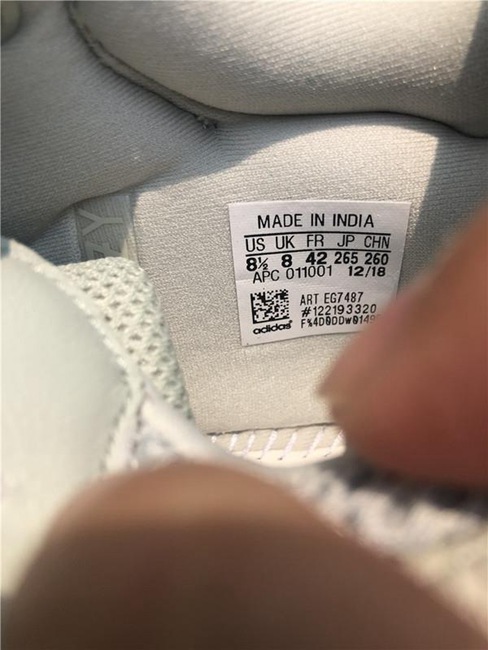 ZY
MADE IN INDIA
US UK FR JP CHN
8½ 8 42 265 260
APC 011001 12/18
ART EG7487
#122193320
adidas